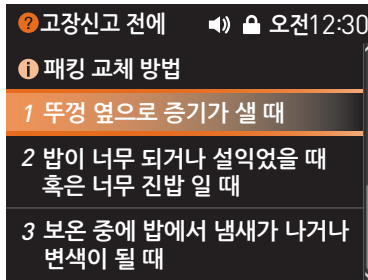 고장신고 전에 오전12:30
패킹 교체 방법
1 뚜껑 옆으로 증기가 샐 때
2 밥이 너무 되거나 설익었을 때
혹은 너무 진밥 일 때
3 보온 중에 밥에서 냄새가 나거나
변색이 될 때